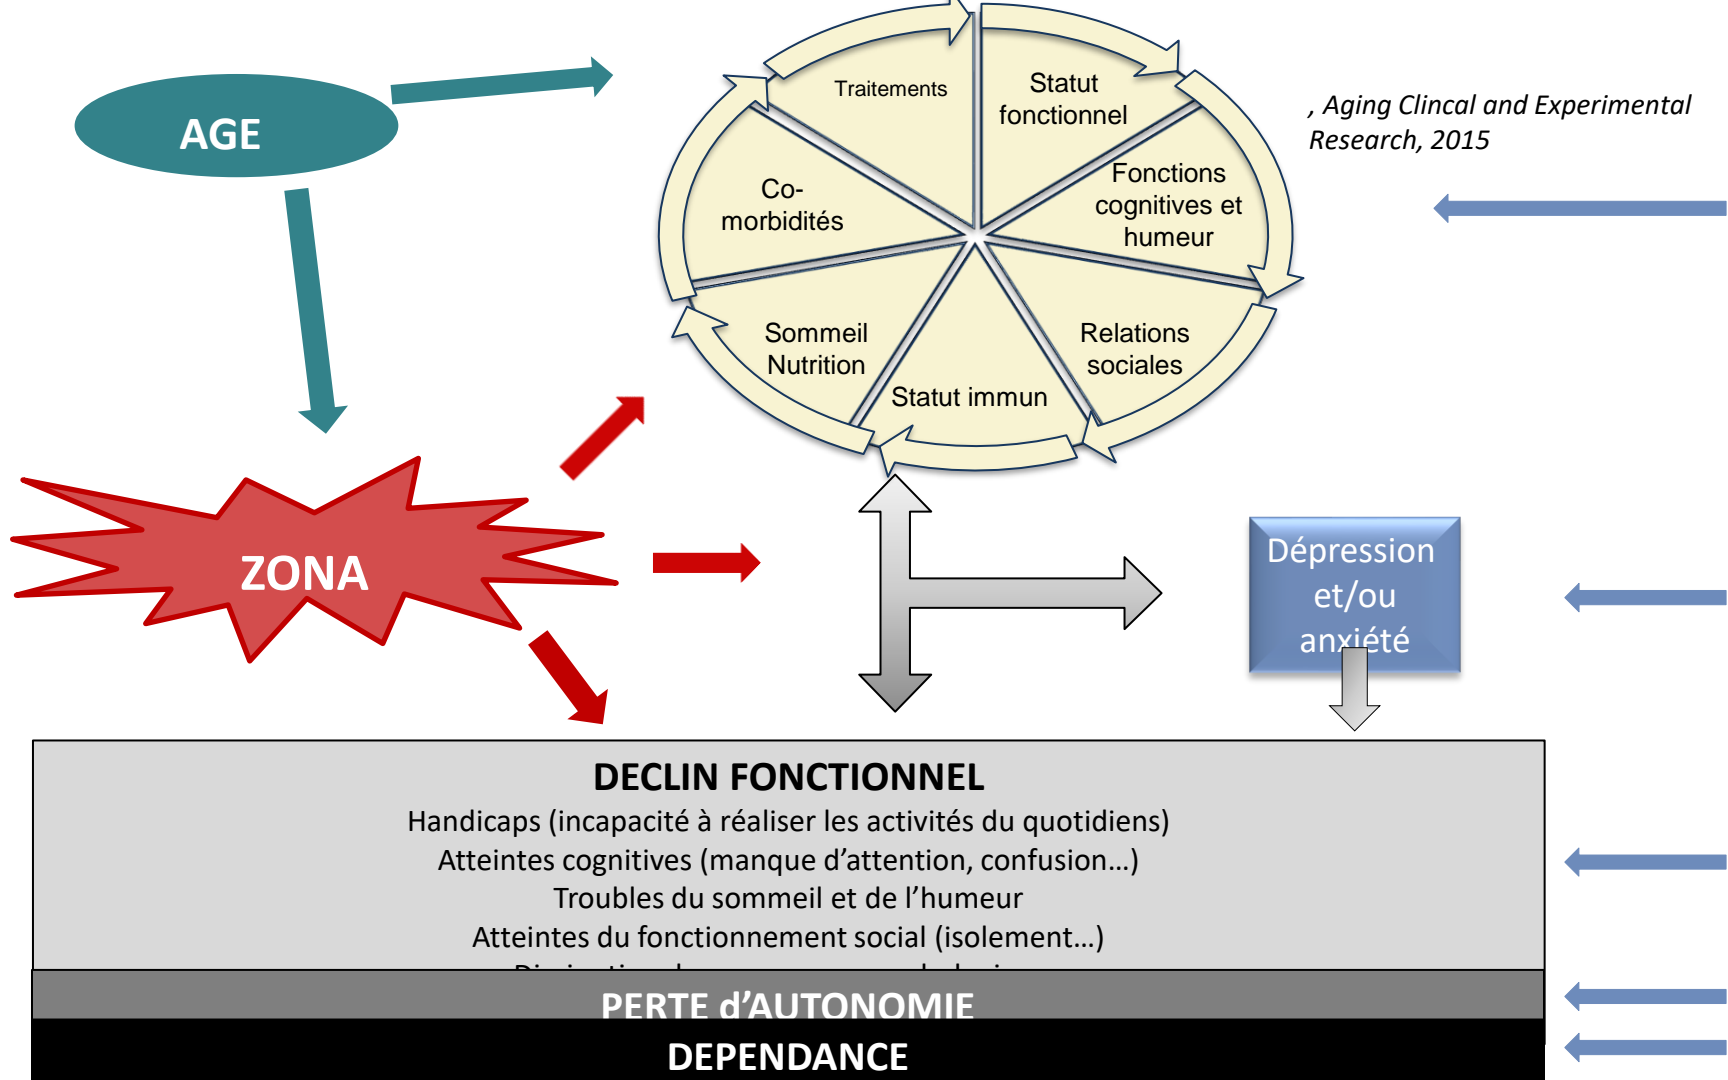 AGE
Traitements
Statut
fonctionnel
, Aging Clincal and Experimental
Research, 2015
Co-
morbidités
Fonctions
cognitives et
humeur
Sommeil
Nutrition
Relations
sociales
Statut immun
ZONA
Dépression
et/ou
anxiété
DECLIN FONCTIONNEL
Handicaps (incapacité à réaliser les activités du quotidiens)
Atteintes cognitives (manque d’attention, confusion…)
Troubles du sommeil et de l’humeur
Atteintes du fonctionnement social (isolement…)
PERTE d’AUTONOMIE
DEPENDANCE